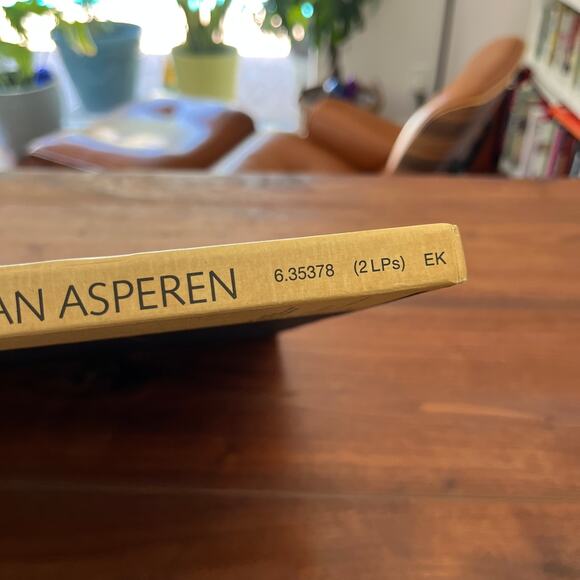 AN ASPEREN 6.35378 (2 LPs) EK